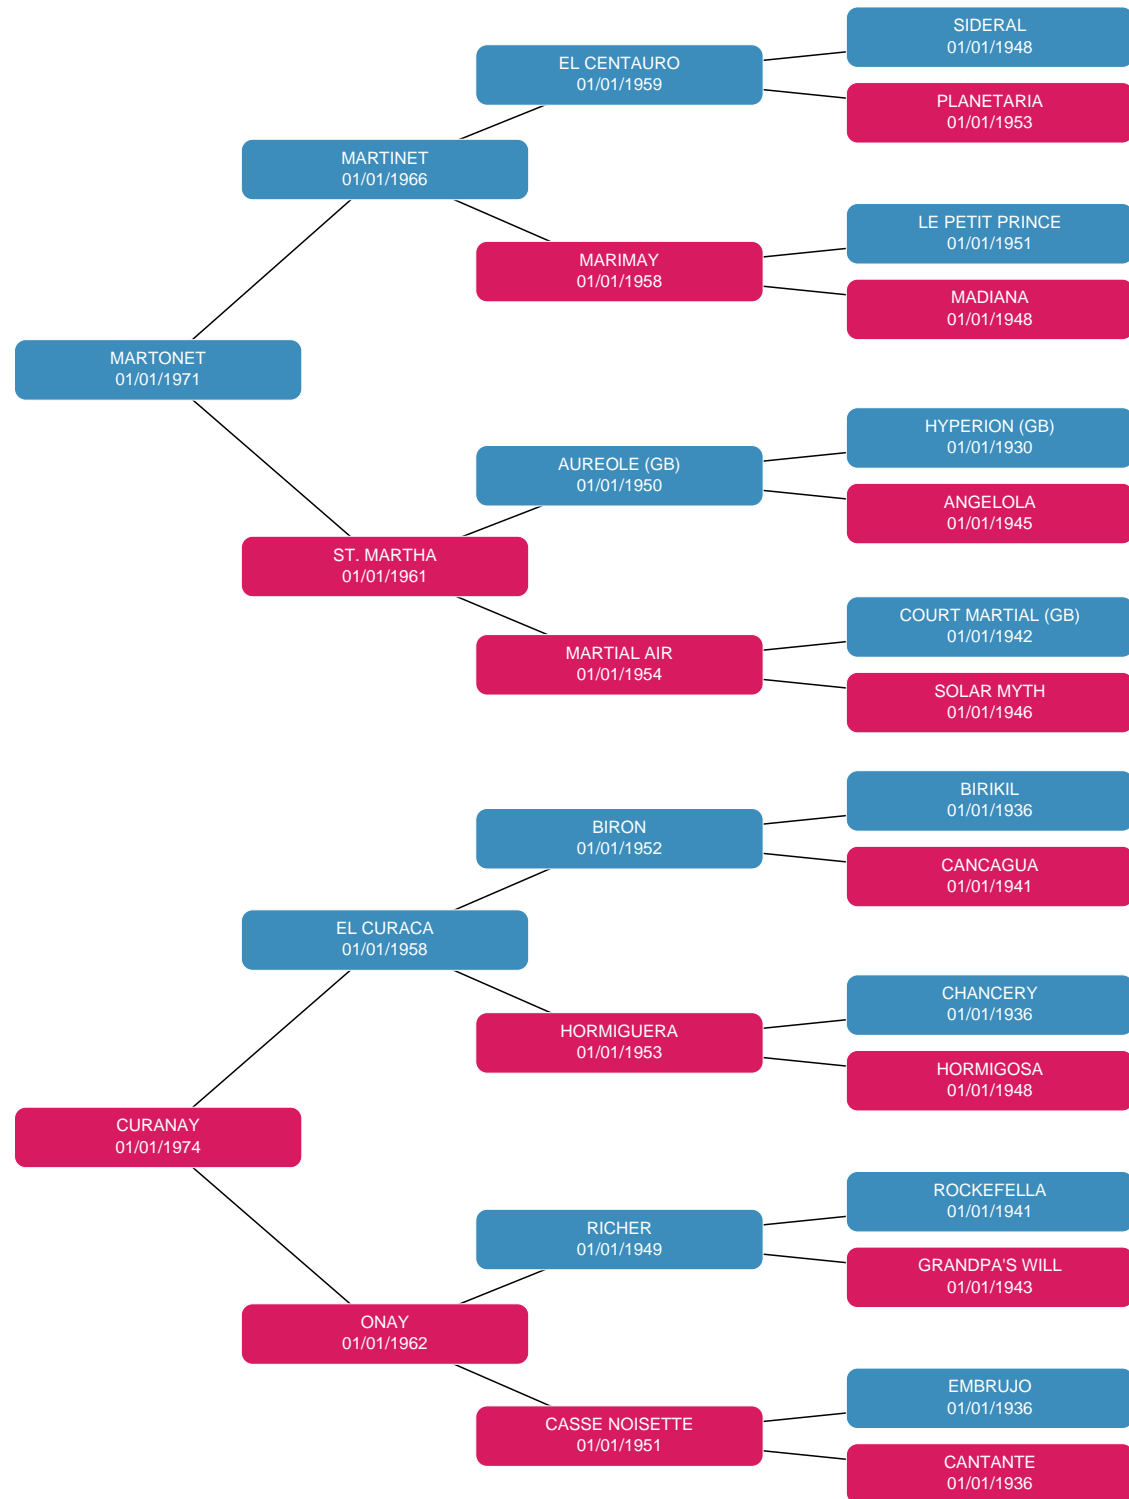 SIDERAL
01/01/1948
EL CENTAURO
01/01/1959
PLANETARIA
01/01/1953
MARTINET
01/01/1966
LE PETIT PRINCE
01/01/1951
MARIMAY
01/01/1958
MADIANA
01/01/1948
MARTONET
01/01/1971
HYPERION (GB)
01/01/1930
AUREOLE (GB)
01/01/1950
ANGELOLA
01/01/1945
ST. MARTHA
01/01/1961
COURT MARTIAL (GB)
01/01/1942
MARTIAL AIR
01/01/1954
SOLAR MYTH
01/01/1946
BIRIKIL
01/01/1936
BIRON
01/01/1952
CANCAGUA
01/01/1941
EL CURACA
01/01/1958
CHANCERY
01/01/1936
HORMIGUERA
01/01/1953
HORMIGOSA
01/01/1948
CURANAY
01/01/1974
ROCKEFELLA
01/01/1941
RICHER
01/01/1949
GRANDPA'S WILL
01/01/1943
ONAY
01/01/1962
EMBRUJO
01/01/1936
CASSE NOISETTE
01/01/1951
CANTANTE
01/01/1936